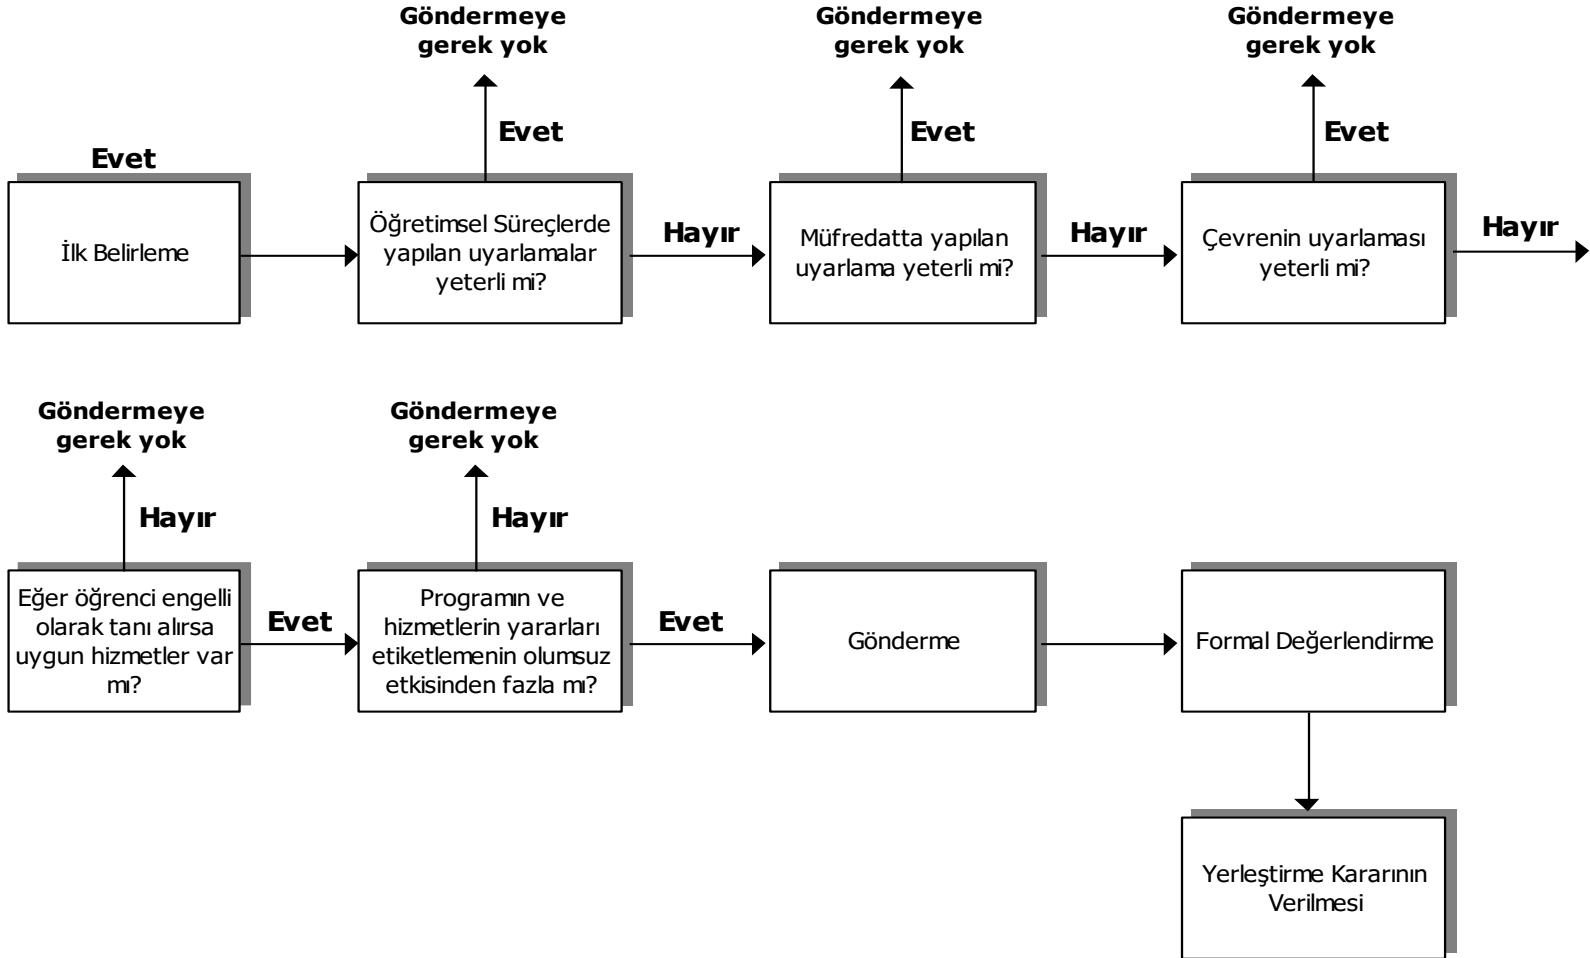 Göndermeye
gerek yok
Göndermeye
gerek yok
Göndermeye
gerek yok
Evet
Evet
Evet
Evet
İlk Belirleme
Öğretimsel Süreçlerde
yapılan uyarlamalar
yeterli mi?
Hayır
Müfredatta yapılan
uyarlama yeterli mi?
Hayır
Çevrenin uyarlaması
yeterli mi?
Hayır
Göndermeye
gerek yok
Göndermeye
gerek yok
Hayır
Hayır
Eğer öğrenci engelli
olarak tanı alırsa
uygun hizmetler var
mı?
Evet
Programın ve
hizmetlerin yararları
etiketlemenin olumsuz
etkisinden fazla mı?
Evet
Gönderme
Formal Değerlendirme
Yerleştirme Kararının
Verilmesi